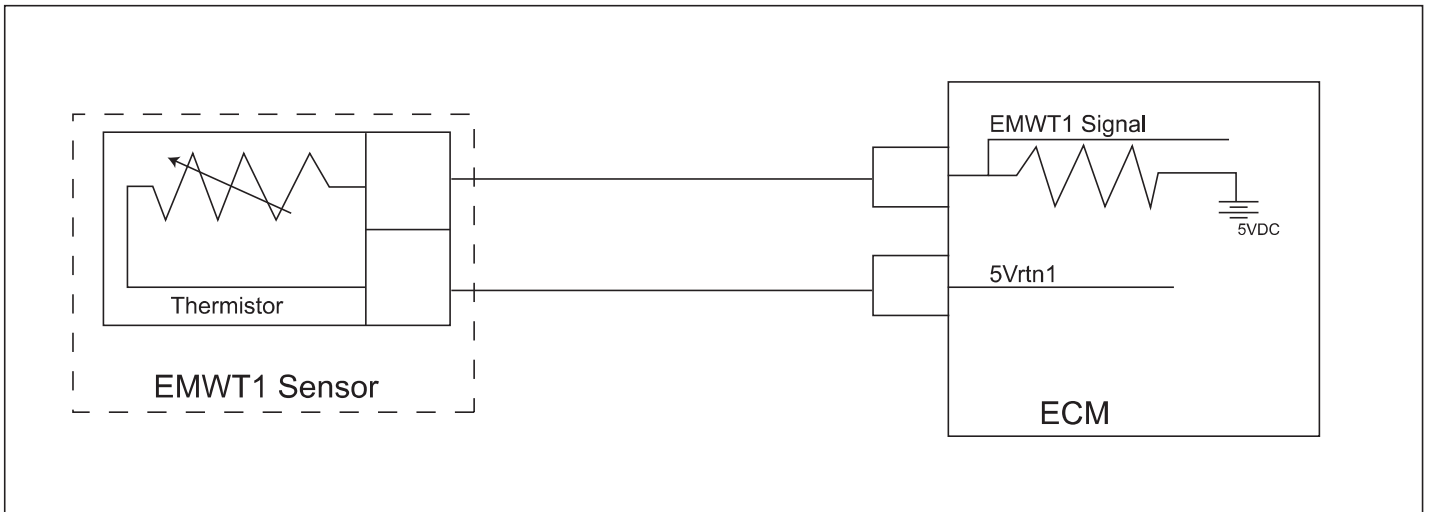 EMWT1 Signal
5VDC
5Vrtn1
Thermistor
EMWT1 Sensor
ECM